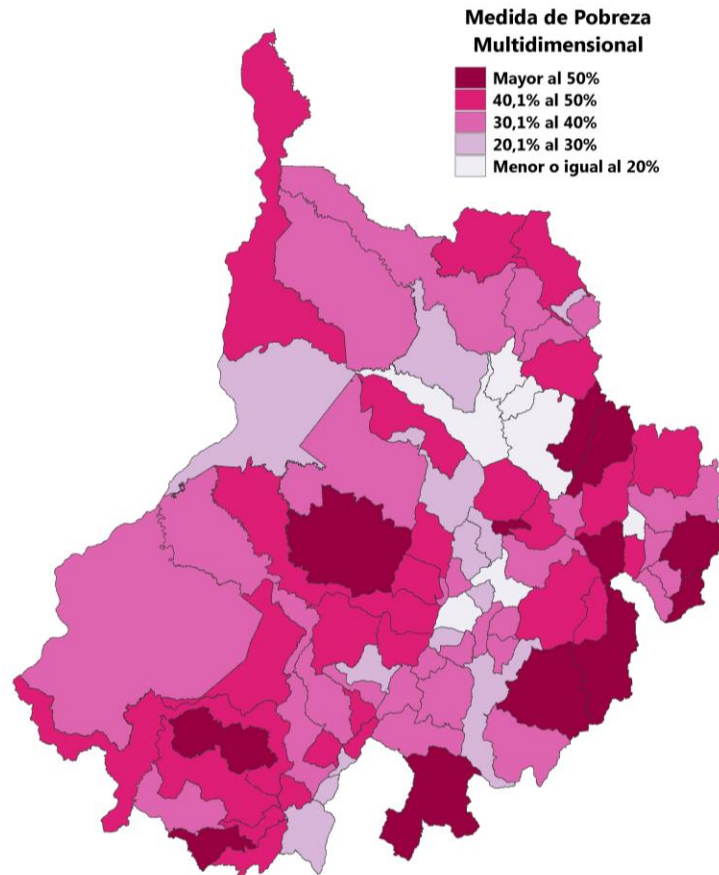 Medida de Pobreza
Multidimensional
Mayor al 50%
40,1% al 50%
30,1% al 40%
20,1% al 30%
Menor o igual al 20%